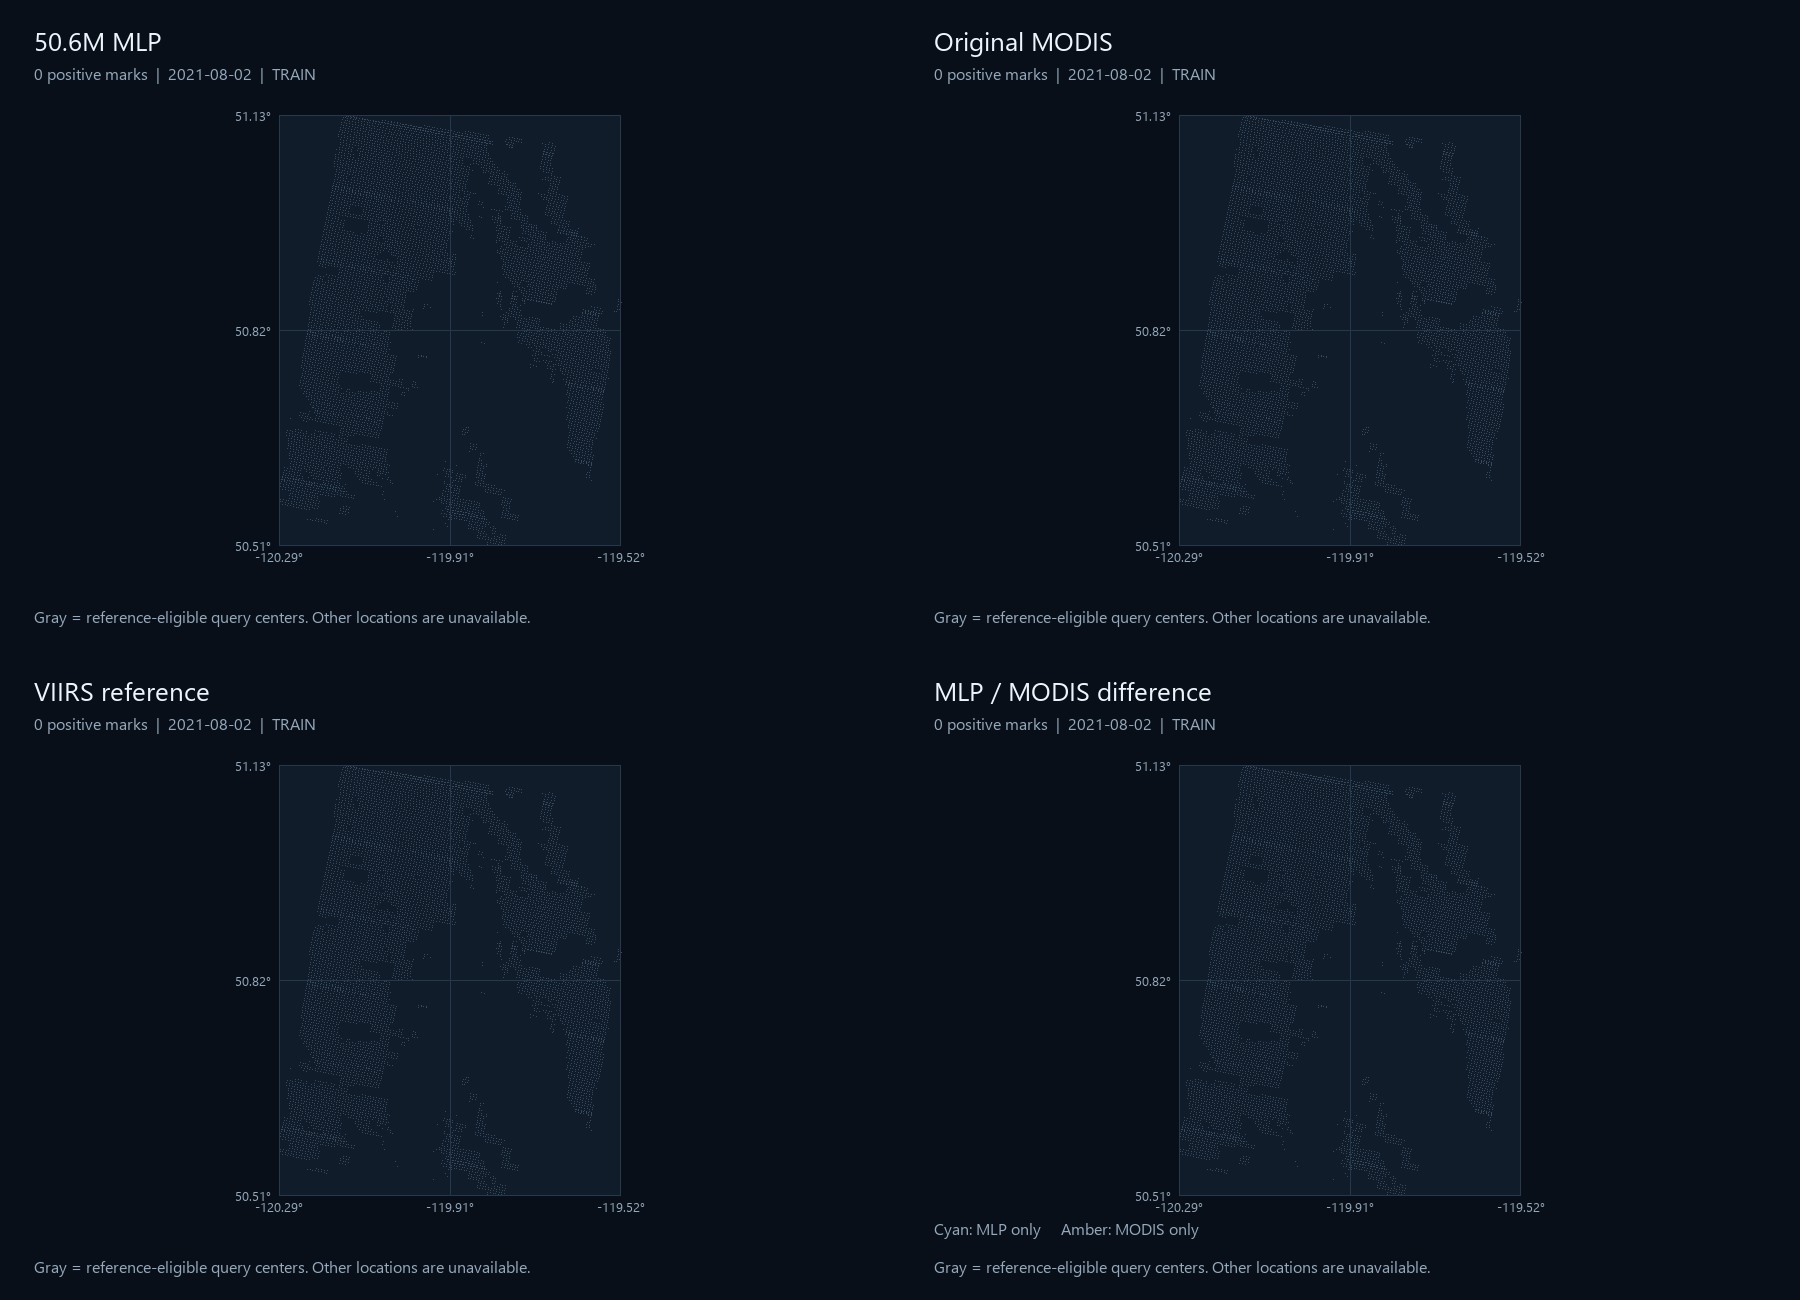 50.6M MLP
0 positive marks | 2021-08-02 | TRAIN
51.13°
50.82°
50.51°
-120.29°
-119.91°
-119.52°
Gray = reference-eligible query centers. Other locations are unavailable.
Original MODIS
0 positive marks | 2021-08-02 | TRAIN
51.13°
50.82°
50.51°
-120.29°
-119.91°
-119.52°
Gray = reference-eligible query centers. Other locations are unavailable.
VIIRS reference
0 positive marks | 2021-08-02 | TRAIN
51.13°
50.82°
50.51°
-120.29°
-119.91°
-119.52°
Gray = reference-eligible query centers. Other locations are unavailable.
MLP / MODIS difference
0 positive marks | 2021-08-02 | TRAIN
51.13°
50.82°
50.51°
-120.29°
-119.91°
-119.52°
Cyan: MLP only Amber: MODIS only
Gray = reference-eligible query centers. Other locations are unavailable.